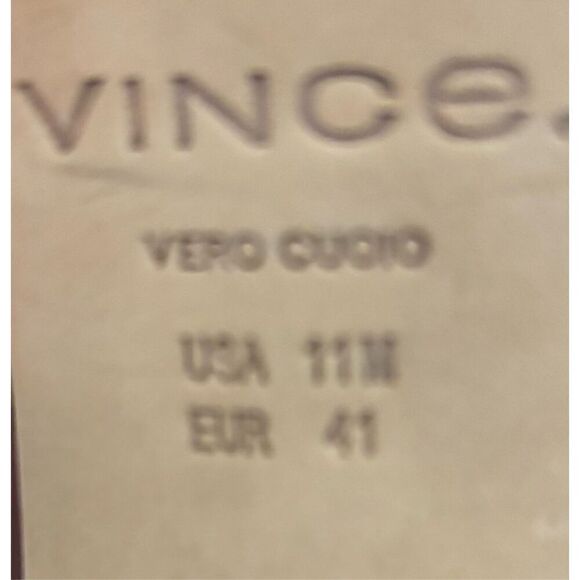 VINCe.
VERO CUOIO
USA 11M
EUR 41